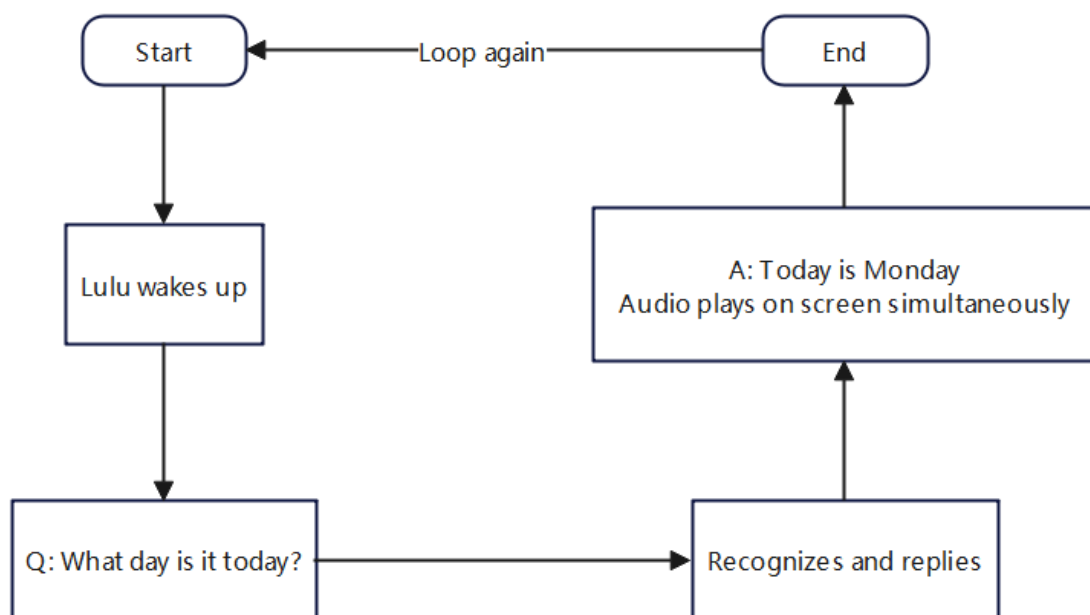 Start
Loop again
End
Lulu wakes up
A: Today is Monday
Audio plays on screen simultaneously
Q: What day is it today?
Recognizes and replies